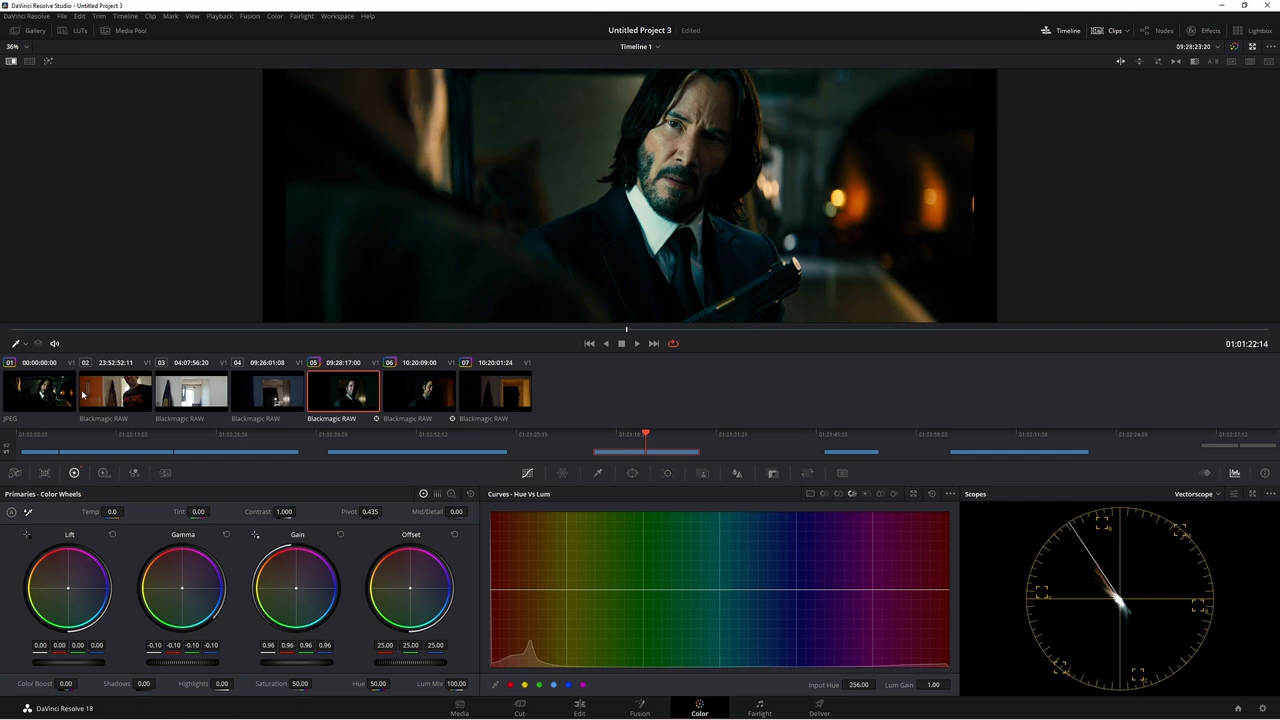 DaVinci Resolve Studio - Untitled Project 3
DaVinci Resolve File Edit Trim Timeline Clip Mark View Playback Fusion Color Fairlight Workspace Help
Gallery LUTs Media Pool Untitled Project 3 Edited Timeline Clips Nodes Effects Lightbox
36% Timeline 1 09:28:23:20
A/B
01:01:22:14
01 00:00:00:00 V1 02 23:52:52:11 V1 03 04:07:56:20 V1 04 09:26:01:08 V1 05 09:28:17:00 V1 06 10:20:09:00 V1 07 10:20:01:24 V1
JPEG Blackmagic RAW Blackmagic RAW Blackmagic RAW Blackmagic RAW Blackmagic RAW Blackmagic RAW
V2
V1
Primaries - Color Wheels Curves - Hue Vs Lum Scopes Vectorscope
Temp 0.0 Tint 0.00 Contrast 1.000 Pivot 0.435 Mid/Detail 0.00
Lift Gamma Gain Offset
0.00 0.00 0.00 0.00 -0.10 -0.10 -0.10 -0.10 0.96 0.96 0.96 0.96 25.00 25.00 25.00
Color Boost 0.00 Shadows 0.00 Highlights 0.00 Saturation 50.00 Hue 50.00 Lum Mix 100.00 Input Hue 256.00 Lum Gain 1.00
DaVinci Resolve 18 Media Cut Edit Fusion Color Fairlight Deliver